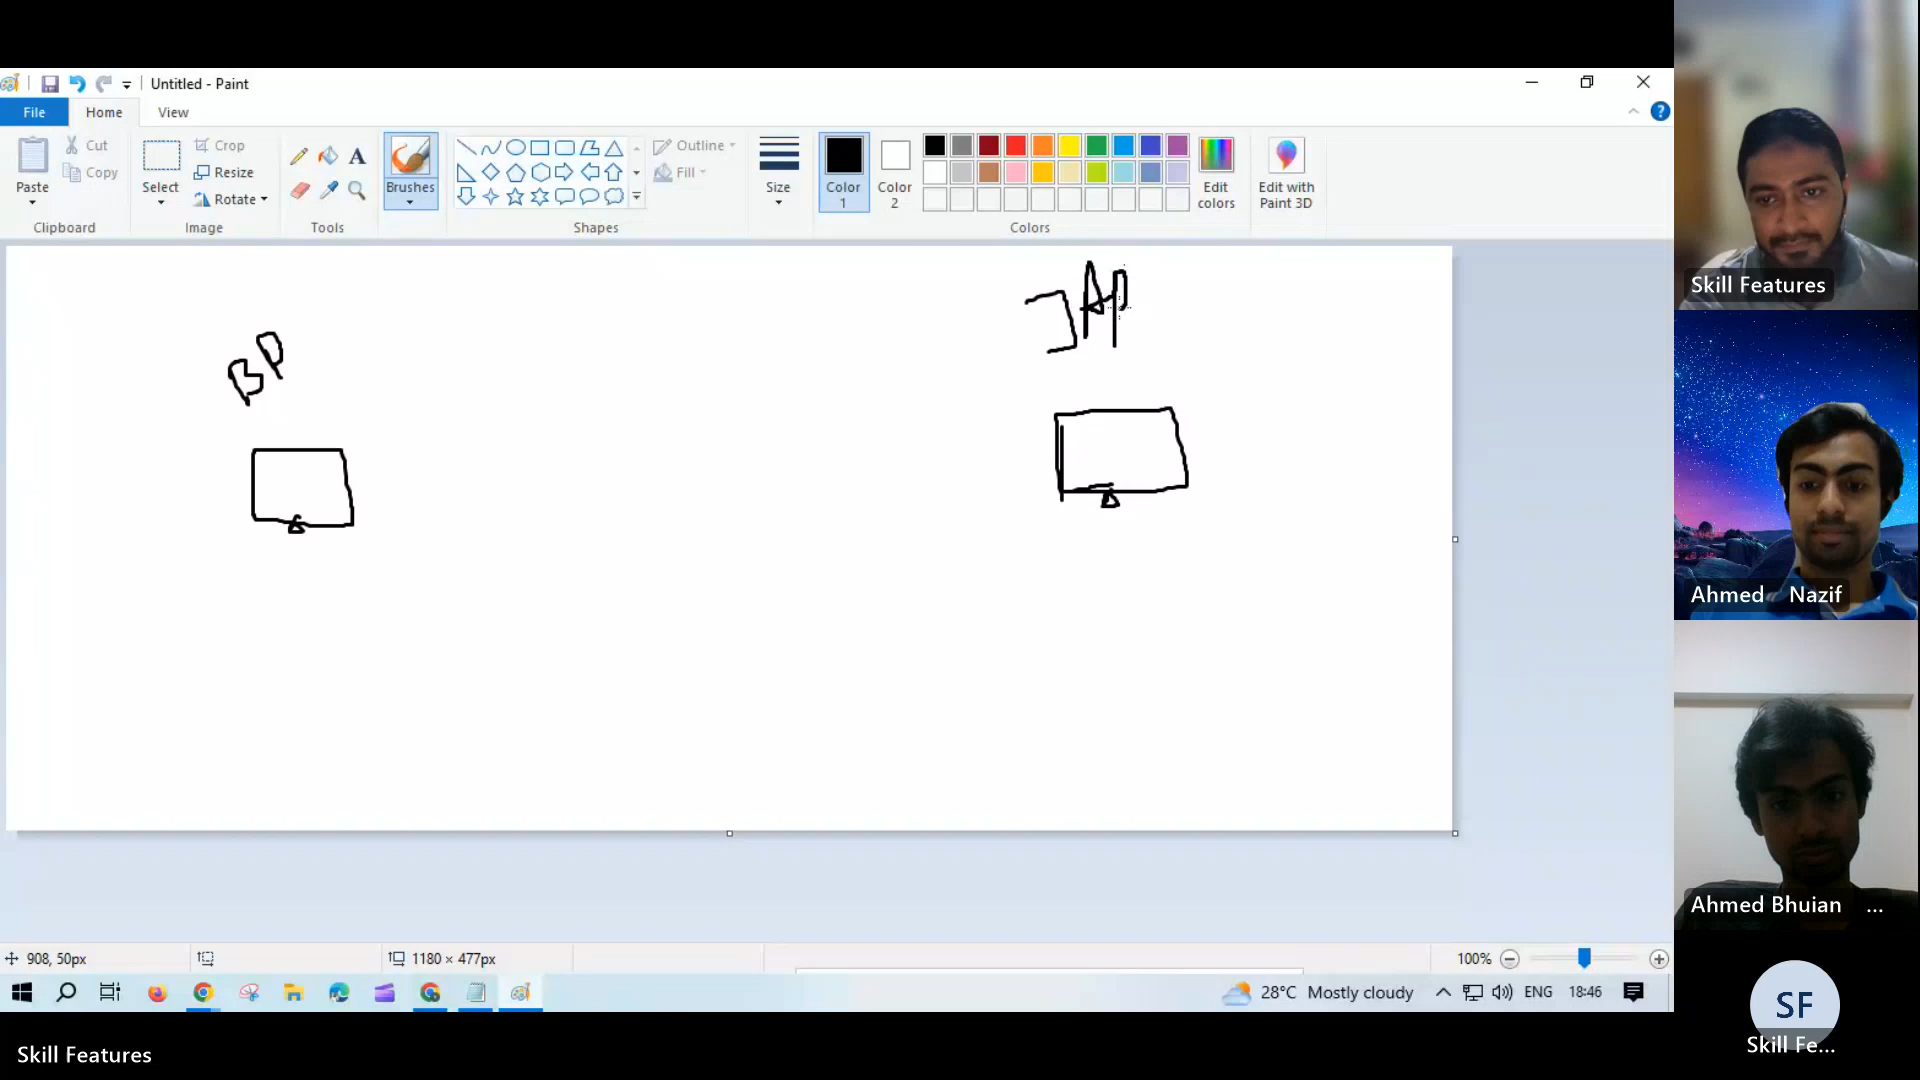 Untitled - Paint
File Home View
Paste
Cut
Copy
Clipboard
Select
Crop
Resize
Rotate
Image
A
Tools
Brushes
Outline
Fill
Shapes
Size
Color 1
Color 2
Edit colors
Edit with Paint 3D
Colors
BP
JAP
908, 50px
1180 × 477px
100%
28°C Mostly cloudy
ENG
18:46
Skill Features
Skill Features
Ahmed Nazif
Ahmed Bhuian ...
SF
Skill Fe...